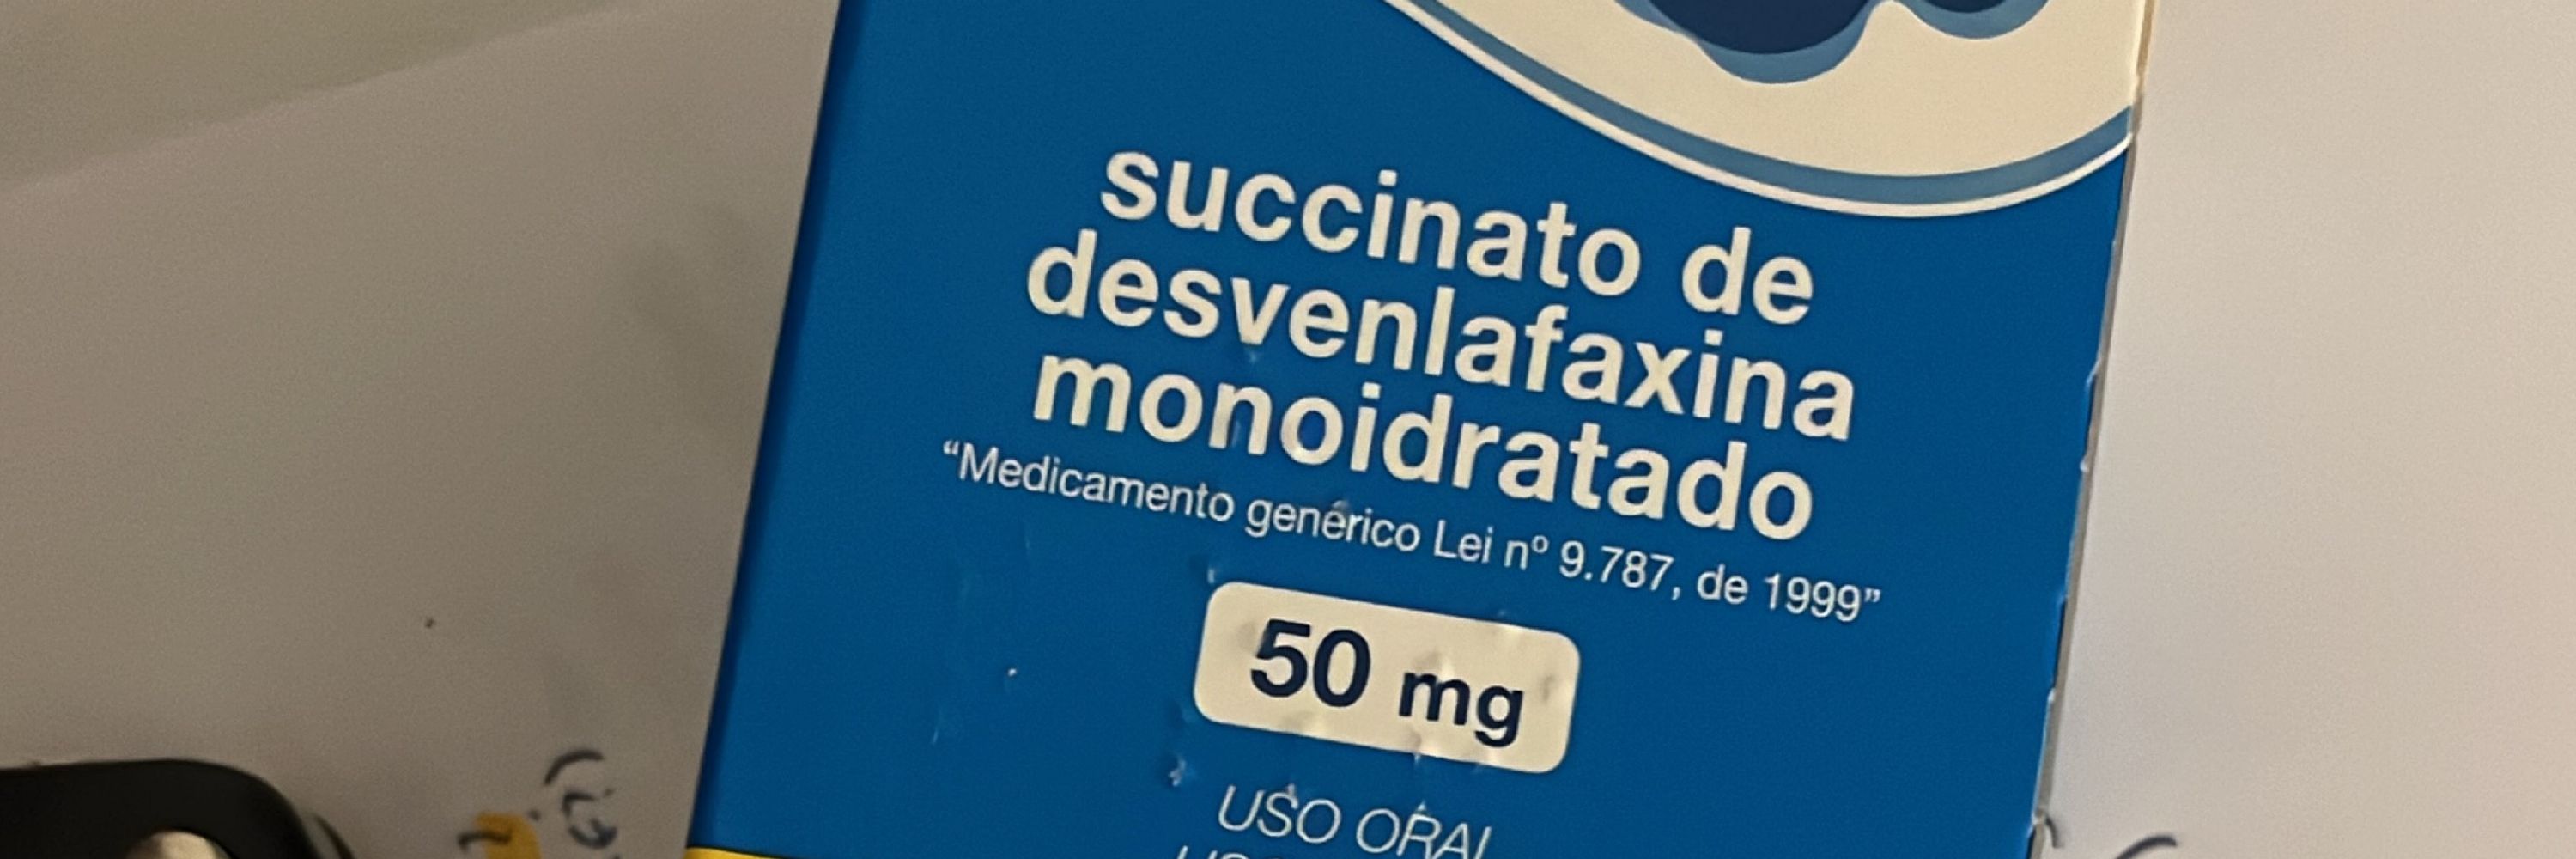 succinato de
desvenlafaxina
monoidratado
“Medicamento genérico Lei nº 9.787, de 1999”
50 mg
USO ORAL